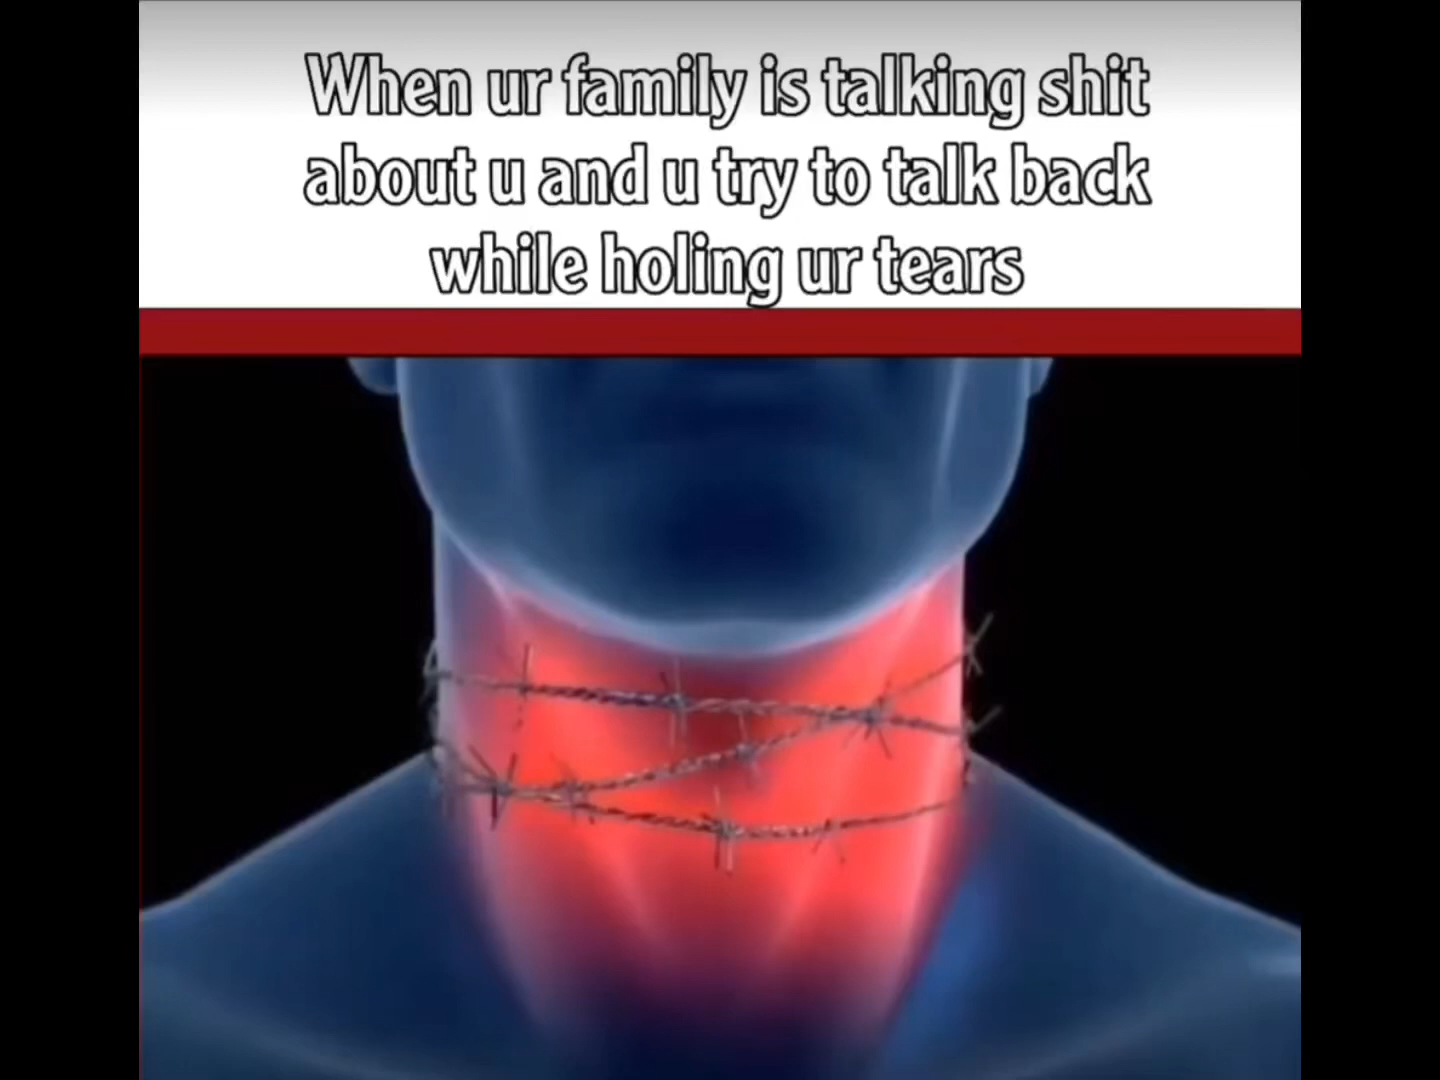 When ur family is talking shit
about u and u try to talk back
while holing ur tears